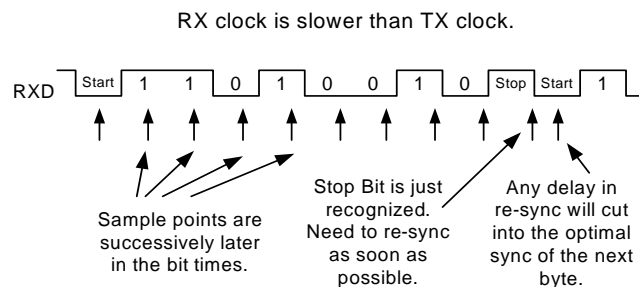 RX clock is slower than TX clock.
RXD Start 1 1 0 1 0 0 1 0 Stop Start 1
Sample points are
successively later
in the bit times.
Stop Bit is just
recognized.
Need to re-sync
as soon as
possible.
Any delay in
re-sync will cut
into the optimal
sync of the next
byte.